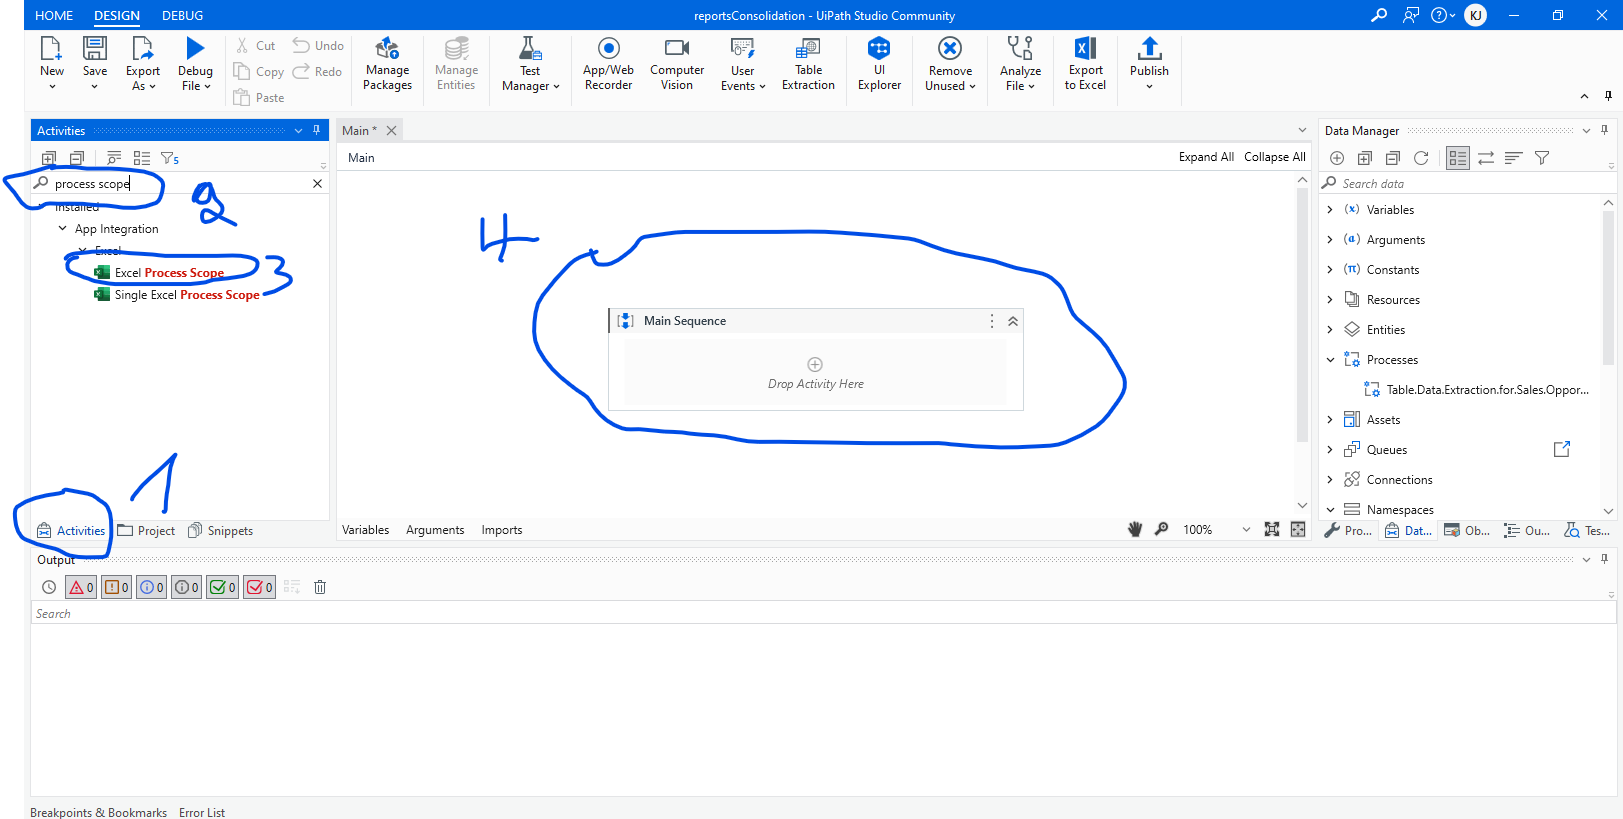 HOME DESIGN DEBUG reportsConsolidation - UiPath Studio Community KJ
New Save Export As Debug File Cut Copy Paste Undo Redo Manage Packages Manage Entities Test Manager App/Web Recorder Computer Vision User Events Table Extraction UI Explorer Remove Unused Analyze File Export to Excel Publish
Activities
5
process scope
2
Installed
App Integration
Excel
Excel Process Scope
3
Single Excel Process Scope
1
Activities Project Snippets
Main *
Main Expand All Collapse All
4
Main Sequence
Drop Activity Here
Variables Arguments Imports 100%
Data Manager
Search data
Variables
Arguments
Constants
Resources
Entities
Processes
Table.Data.Extraction.for.Sales.Oppor...
Assets
Queues
Connections
Namespaces
Pro... Dat... Ob... Ou... Tes...
Output
0 0 0 0 0 0
Search
Breakpoints & Bookmarks Error List